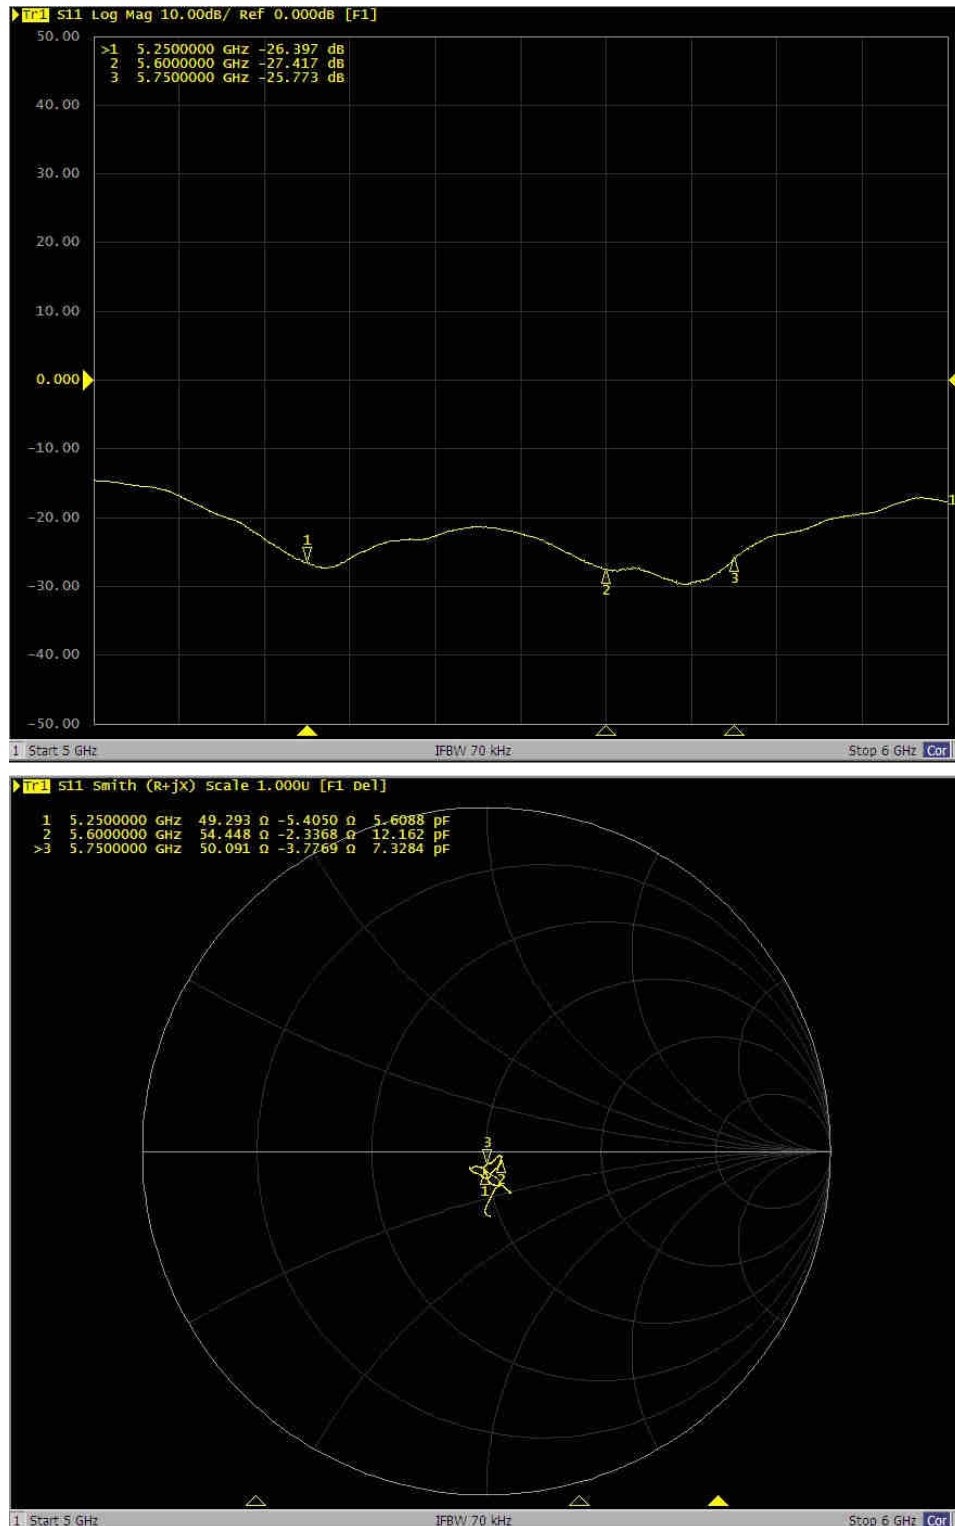 Tr1 S11 Log Mag 10.00dB/ Ref 0.000dB [F1]
50.00
>1 5.2500000 GHz -26.397 dB
2 5.6000000 GHz -27.417 dB
3 5.7500000 GHz -25.773 dB
40.00
30.00
20.00
10.00
0.000
-10.00
-20.00
1
1
-30.00
2
3
-40.00
-50.00
1 Start 5 GHz IFBW 70 kHz Stop 6 GHz Cor
Tr1 S11 Smith (R+jX) Scale 1.000U [F1 Del]
1 5.2500000 GHz 49.293 Ω -5.4050 Ω 5.6088 pF
2 5.6000000 GHz 54.448 Ω -2.3368 Ω 12.162 pF
>3 5.7500000 GHz 50.091 Ω -3.7769 Ω 7.3284 pF
3
2
1
1 Start 5 GHz IFBW 70 kHz Stop 6 GHz Cor